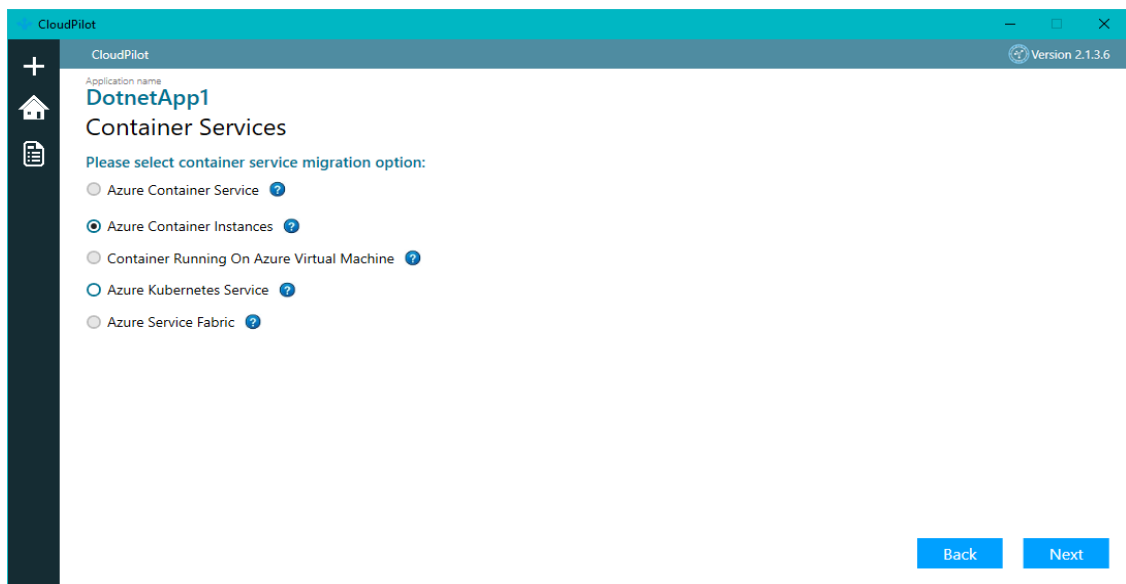 CloudPilot
CloudPilot
Version 2.1.3.6
Application name
DotnetApp1
Container Services
Please select container service migration option:
Azure Container Service ?
Azure Container Instances ?
Container Running On Azure Virtual Machine ?
Azure Kubernetes Service ?
Azure Service Fabric ?
Back Next